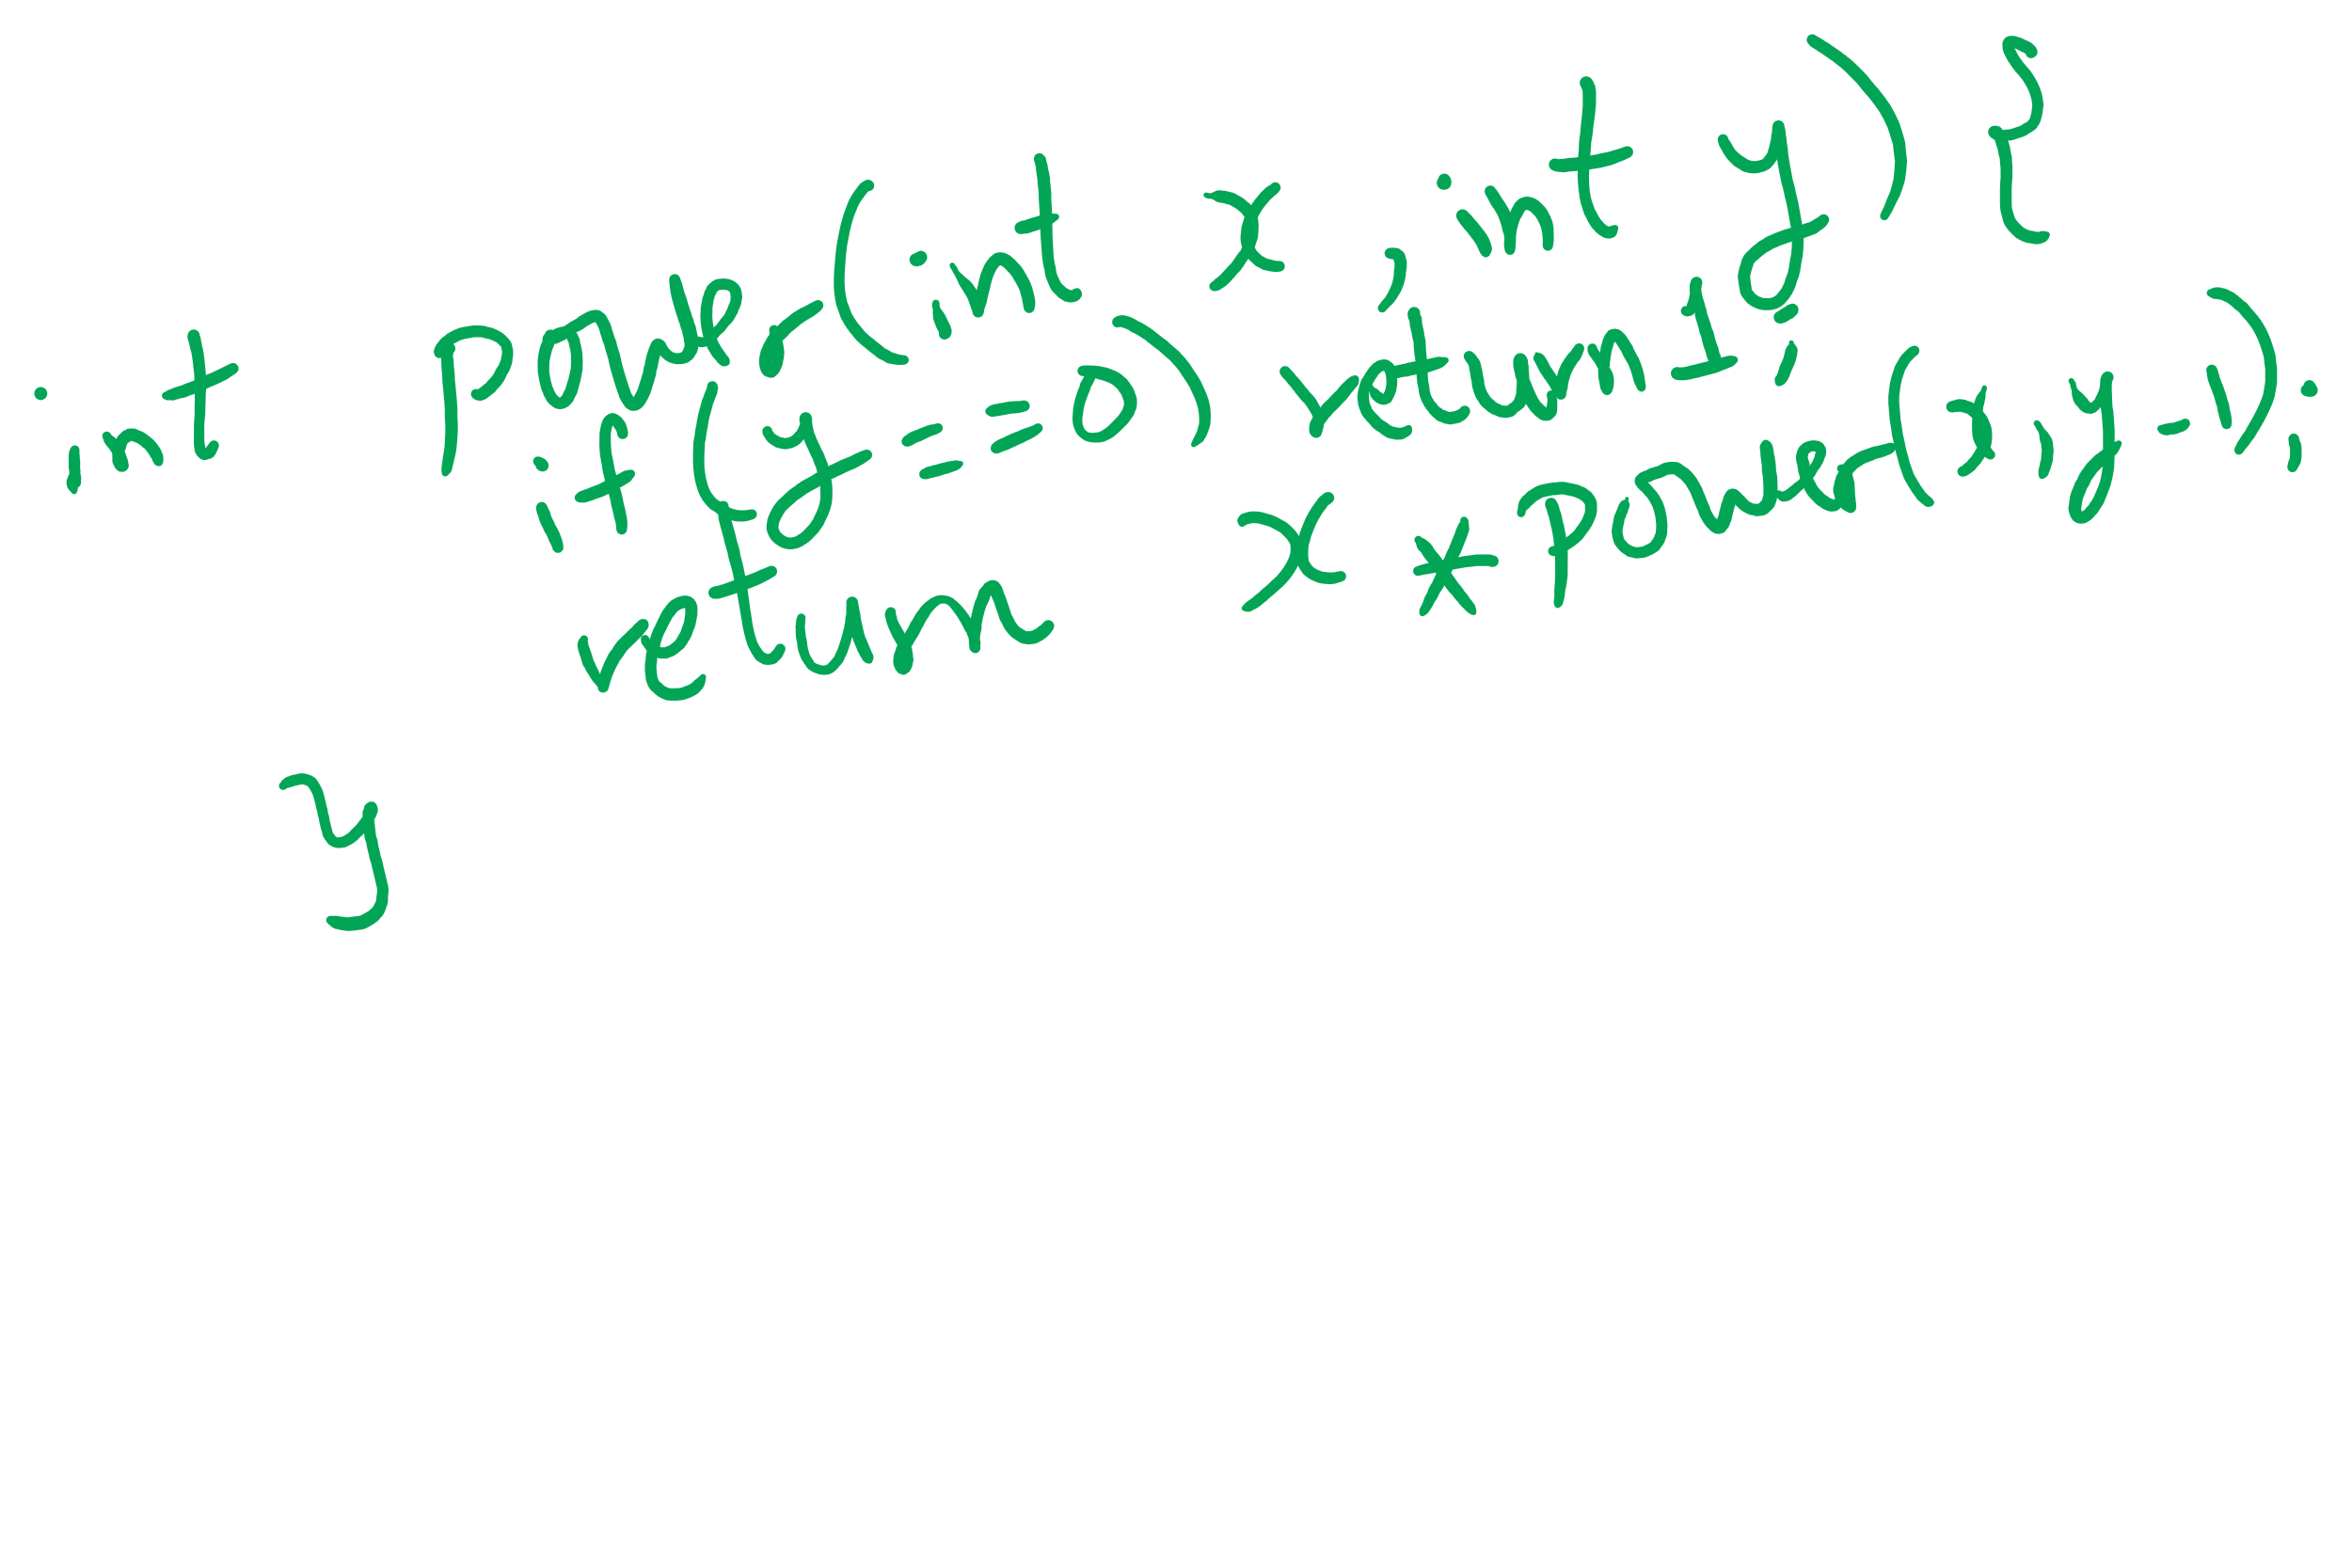 int power(int x, int y) {
if (y == 0) return 1;
return x * power(x, y-1);
}